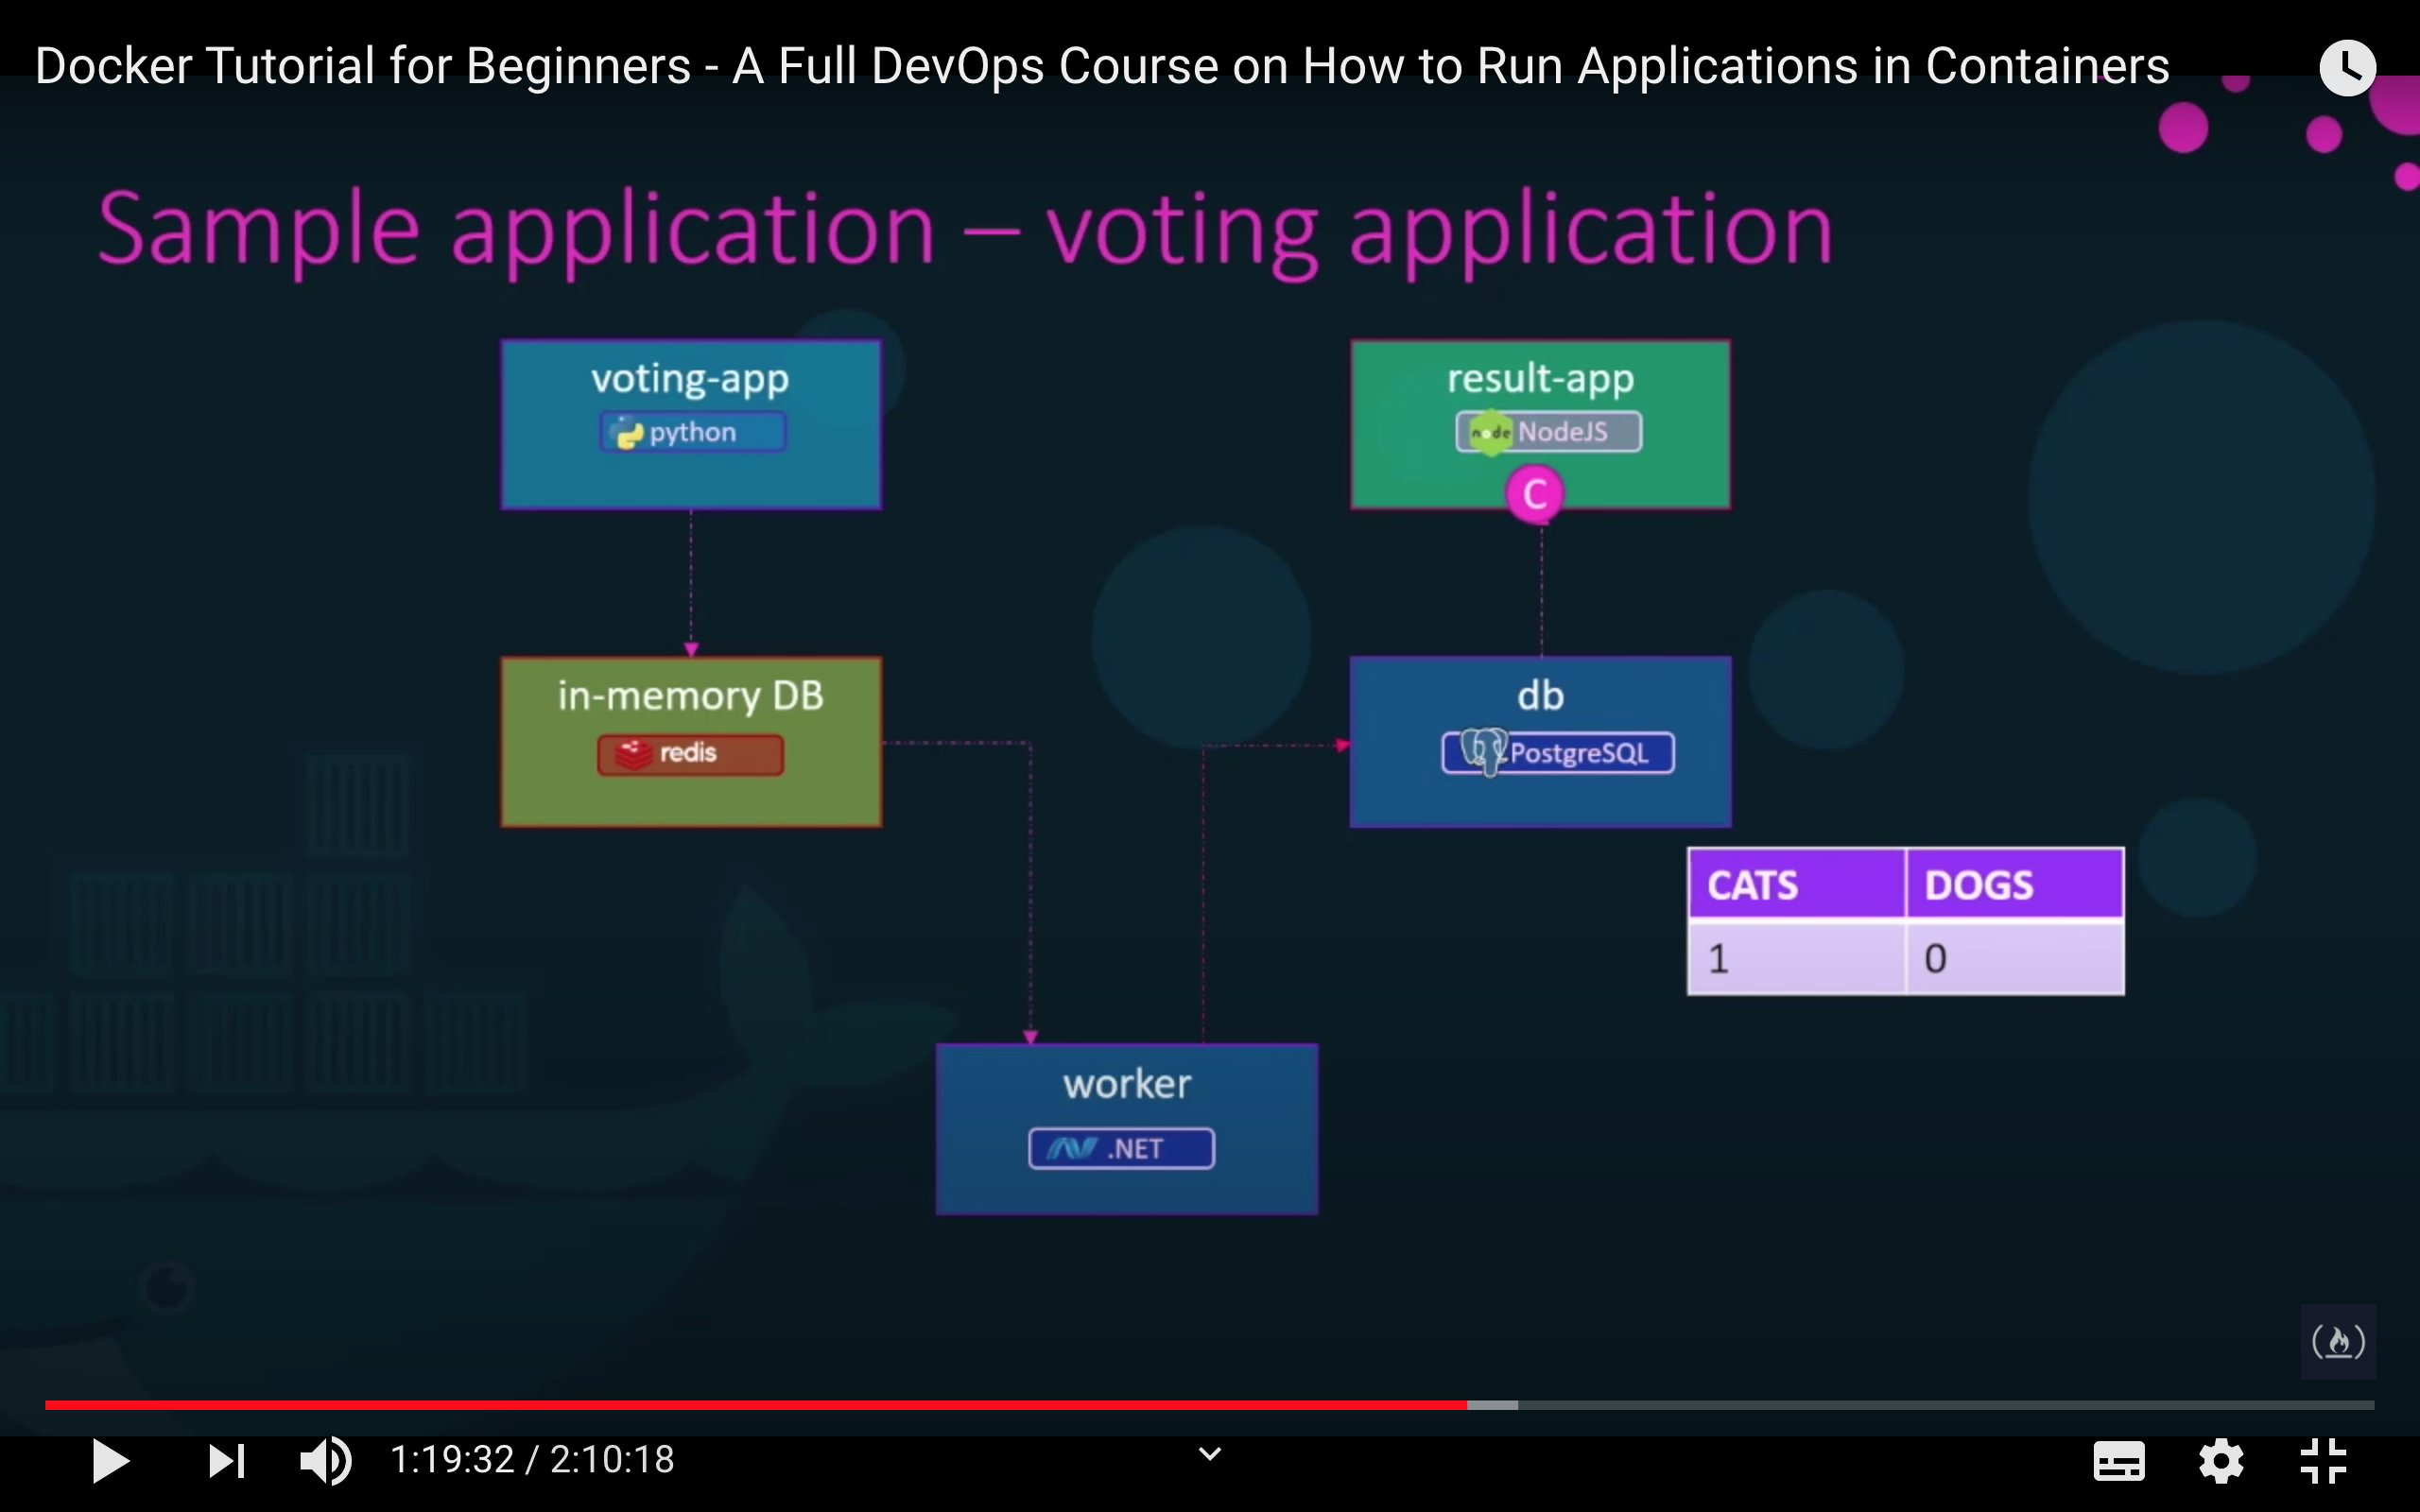 Docker Tutorial for Beginners - A Full DevOps Course on How to Run Applications in Containers
Sample application – voting application
voting-app
python
result-app
node NodeJS
C
in-memory DB
redis
db
PostgreSQL
CATS DOGS
1 0
worker
.NET
1:19:32 / 2:10:18